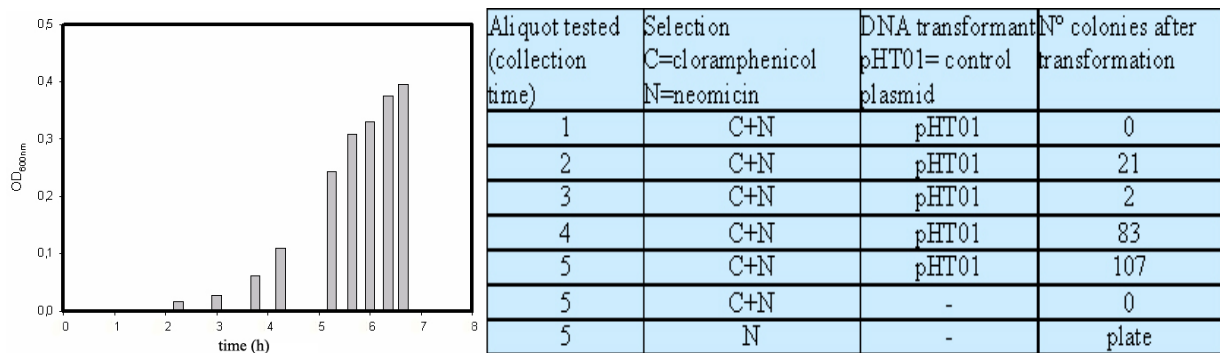 0,5
0,4
0,3
0,2
0,1
0,0
OD600nm
0 1 2 3 4 5 6 7 8
time (h)
Aliquot tested (collection time)
Selection C=cloramphenicol N=neomicin
DNA transformant pHT01= control plasmid
Nº colonies after transformation
1 C+N pHT01 0
2 C+N pHT01 21
3 C+N pHT01 2
4 C+N pHT01 83
5 C+N pHT01 107
5 C+N - 0
5 N - plate